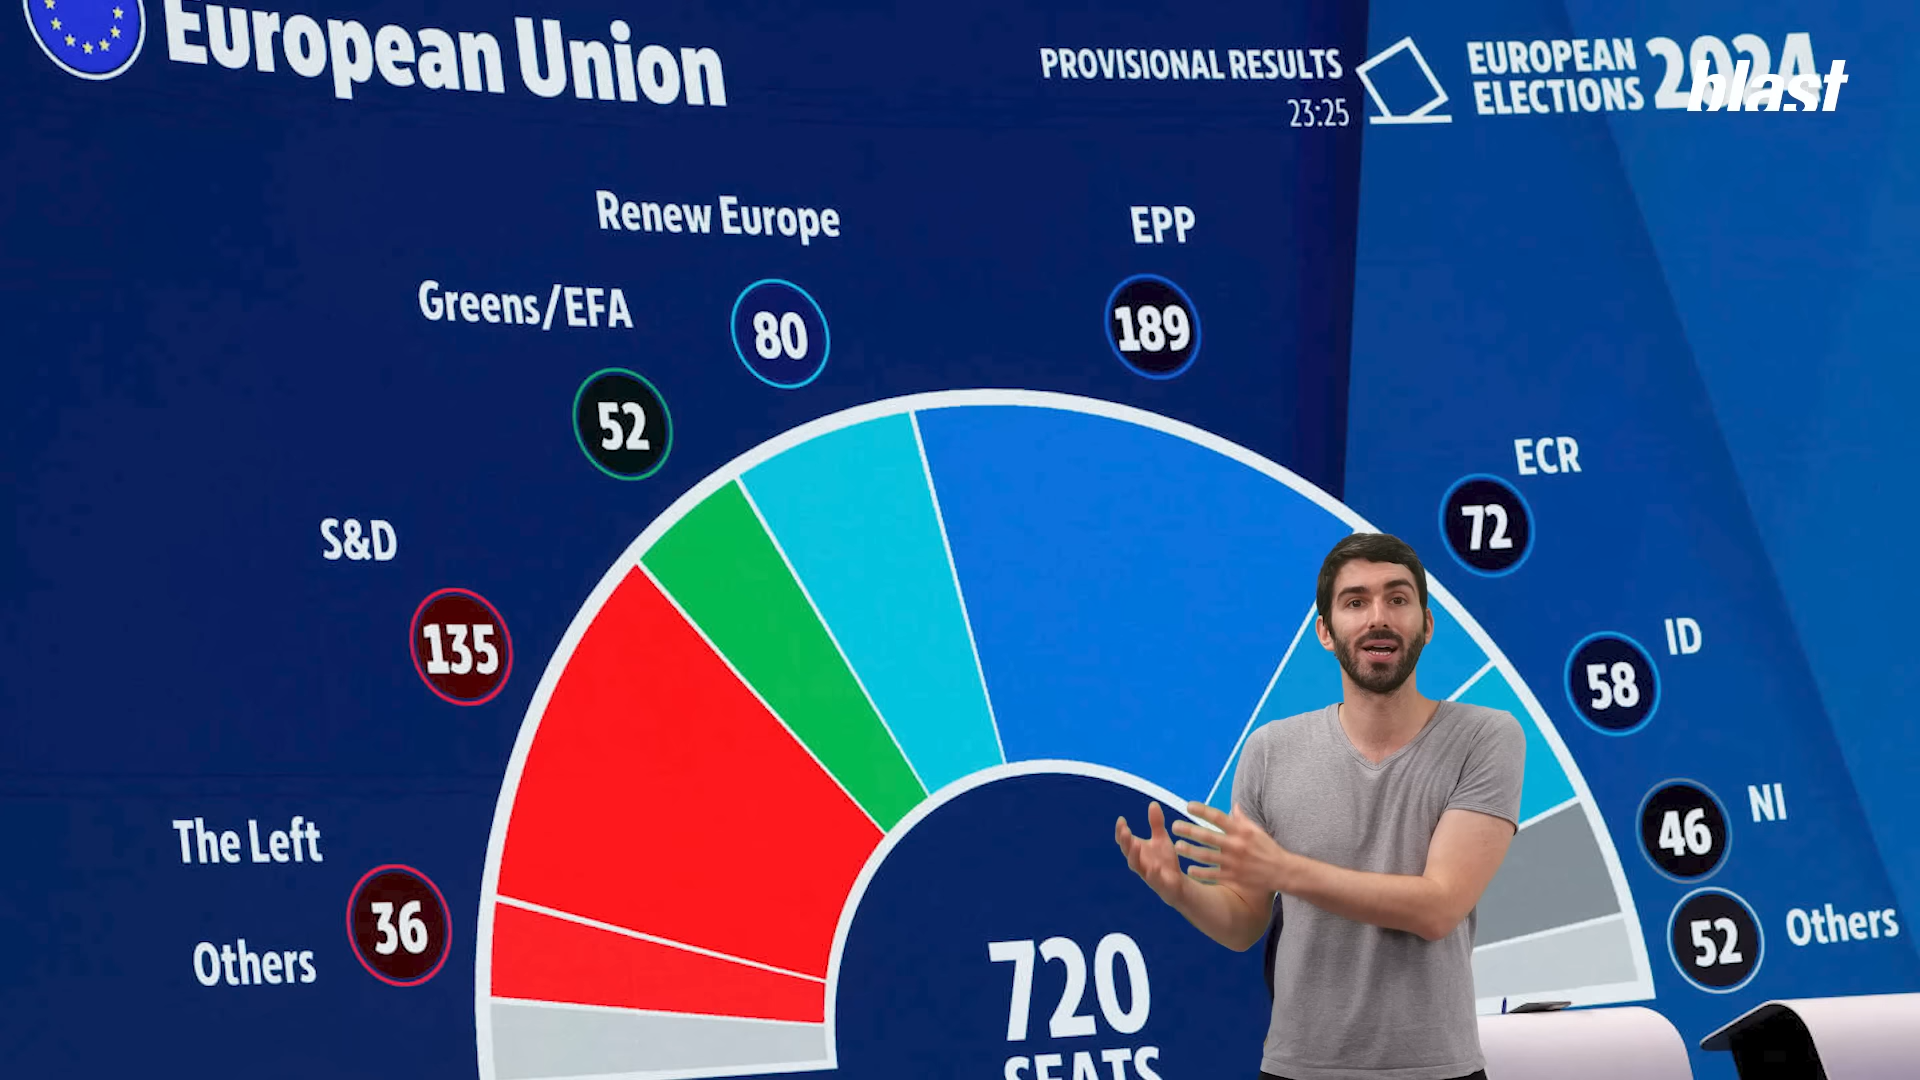 European Union
PROVISIONAL RESULTS
23:25
EUROPEAN
ELECTIONS
2024
blast
Renew Europe
80
EPP
189
Greens/EFA
52
ECR
72
S&D
135
ID
58
The Left
36
NI
46
Others
Others
52
720
SEATS